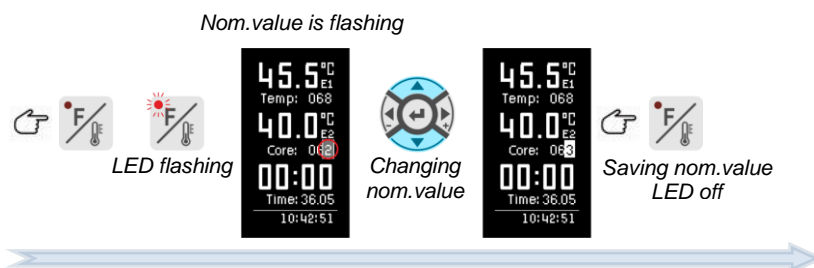 Nom.value is flashing
F
F
LED flashing
45.5°C
E1
Temp: 068
40.0°C
E2
Core: 062
00:00
Time: 36.05
10:42:51
Changing
nom.value
45.5°C
E1
Temp: 068
40.0°C
E2
Core: 063
00:00
Time: 36.05
10:42:51
F
Saving nom.value
LED off